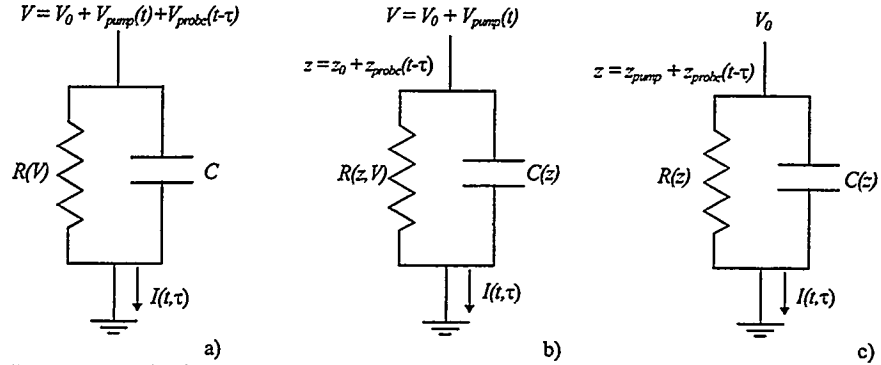 V = V₀ + Vpump(t)+Vprobe(t-τ)
R(V)
C
I(t,τ)
a)
V = V₀ + Vpump(t)
z = z₀ + zprobe(t-τ)
R(z,V)
C(z)
I(t,τ)
b)
V₀
z = zpump + zprobe(t-τ)
R(z)
C(z)
I(t,τ)
c)